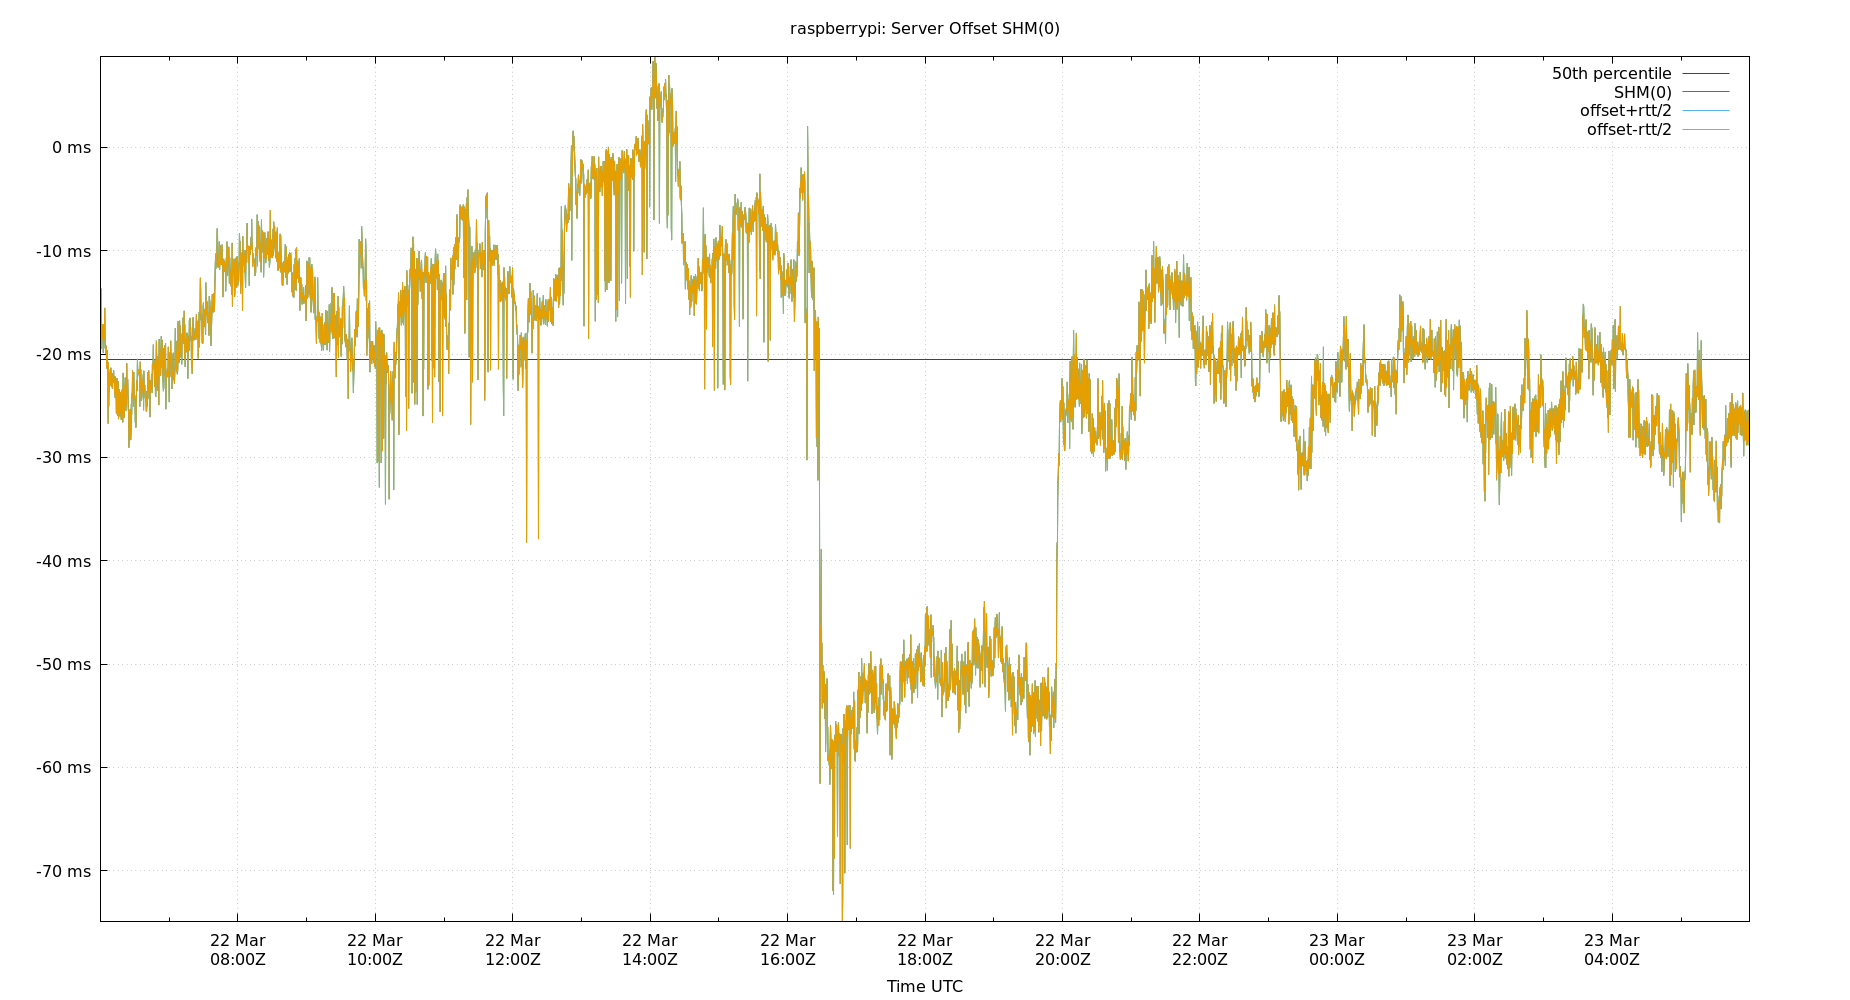 raspberrypi: Server Offset SHM(0)
50th percentile
SHM(0)
offset+rtt/2
offset-rtt/2
0 ms
-10 ms
-20 ms
-30 ms
-40 ms
-50 ms
-60 ms
-70 ms
22 Mar 22 Mar 22 Mar 22 Mar 22 Mar 22 Mar 22 Mar 22 Mar 23 Mar 23 Mar 23 Mar
08:00Z 10:00Z 12:00Z 14:00Z 16:00Z 18:00Z 20:00Z 22:00Z 00:00Z 02:00Z 04:00Z
Time UTC